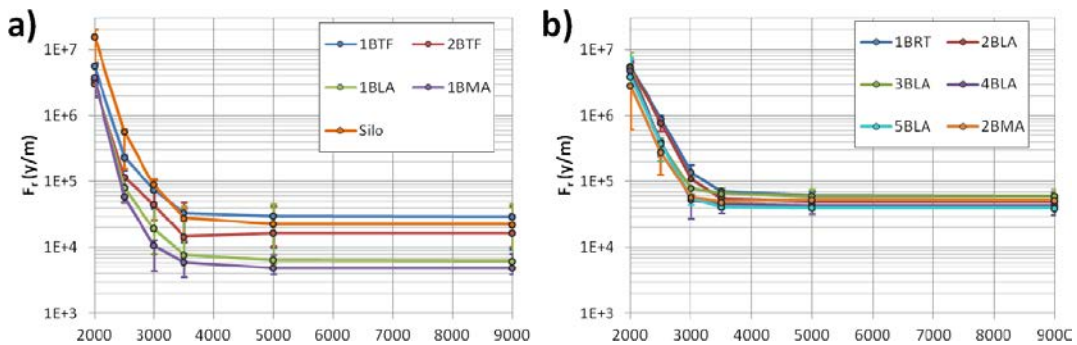 a)
F_r (y/m)
1E+7
1E+6
1E+5
1E+4
1E+3
2000 3000 4000 5000 6000 7000 8000 9000
1BTF 2BTF
1BLA 1BMA
Silo
b)
F_r (y/m)
1E+7
1E+6
1E+5
1E+4
1E+3
2000 3000 4000 5000 6000 7000 8000 900C
1BRT 2BLA
3BLA 4BLA
5BLA 2BMA